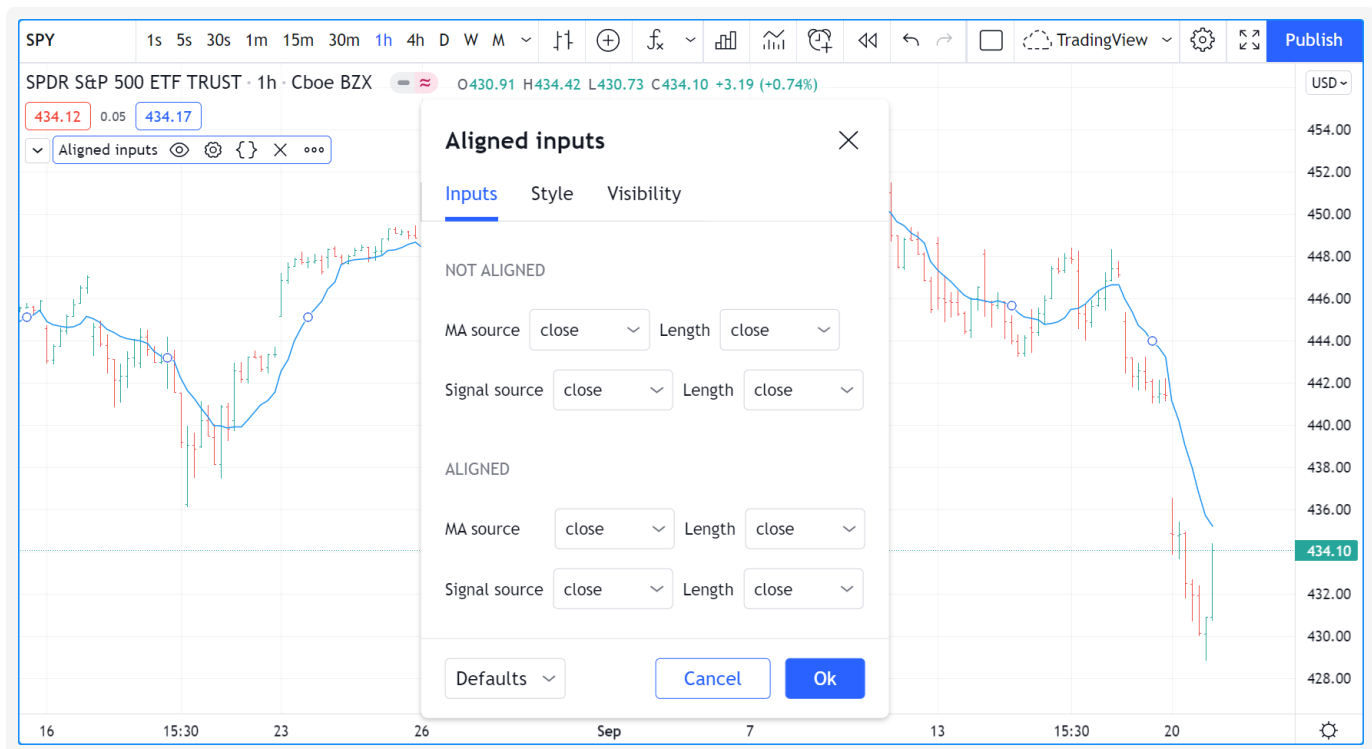 SPY 1s 5s 30s 1m 15m 30m 1h 4h D W M TradingView Publish
SPDR S&P 500 ETF TRUST · 1h · Cboe BZX O430.91 H434.42 L430.73 C434.10 +3.19 (+0.74%) USD
434.12 0.05 434.17
Aligned inputs
Aligned inputs
Inputs Style Visibility
NOT ALIGNED
MA source close Length close
Signal source close Length close
ALIGNED
MA source close Length close
Signal source close Length close
Defaults Cancel Ok
454.00
452.00
450.00
448.00
446.00
444.00
442.00
440.00
438.00
436.00
434.10
432.00
430.00
428.00
16 15:30 23 26 Sep 7 13 15:30 20